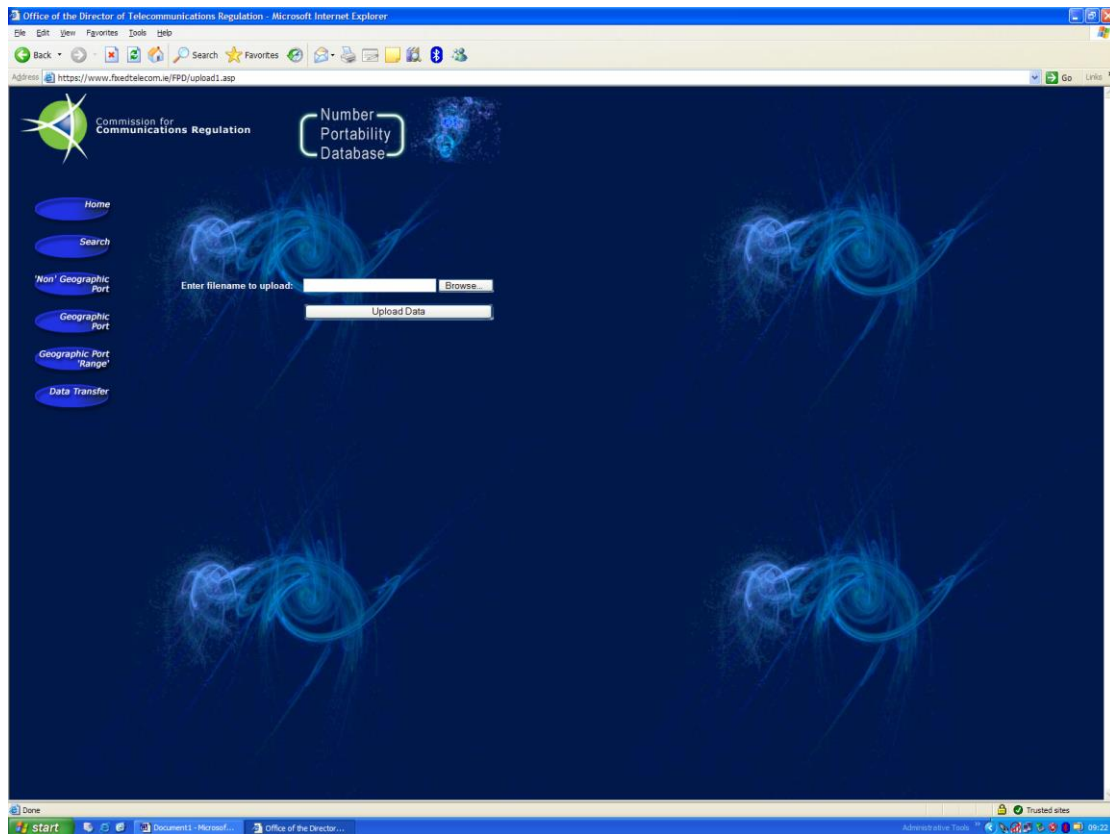 Office of the Director of Telecommunications Regulation - Microsoft Internet Explorer
File Edit View Favorites Tools Help
Back Search Favorites
Address https://www.fixedtelecom.ie/FPD/upload1.asp Go Links
Commission for
Communications Regulation
Number
Portability
Database
Home
Search
'Non' Geographic
Port
Enter filename to upload: Browse...
Geographic
Port
Upload Data
Geographic Port
'Range'
Data Transfer
Done Trusted sites
start Document1 - Microsof... Office of the Director... Administrative Tools 09:22